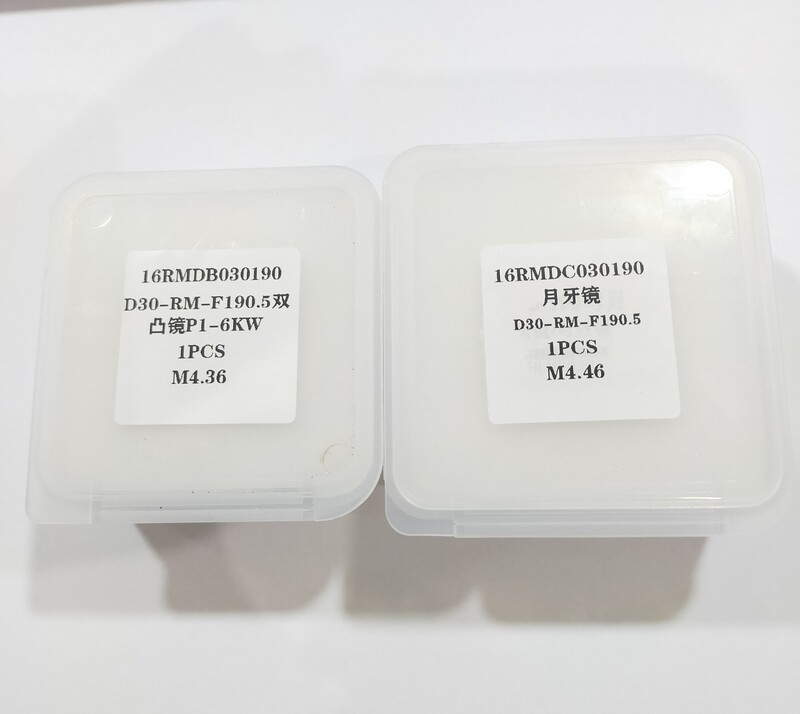 16RMDB030190
D30-RM-F190.5双
凸镜P1-6KW
1PCS
M4.36
16RMDC030190
月牙镜
D30-RM-F190.5
1PCS
M4.46